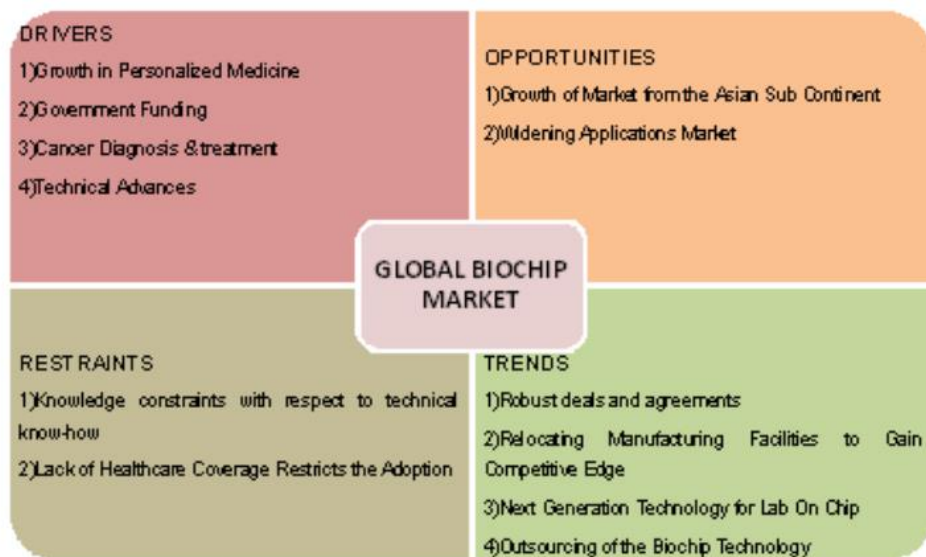 DRIVERS
1)Growth in Personalized Medicine
2)Government Funding
3)Cancer Diagnosis &treatment
4)Technical Advances
OPPORTUNITIES
1)Growth of Market from the Asian Sub Continent
2)Widening Applications Market
GLOBAL BIOCHIP
MARKET
RESTRAINTS
1)Knowledge constraints with respect to technical
know-how
2)Lack of Healthcare Coverage Restricts the Adoption
TRENDS
1)Robust deals and agreements
2)Relocating Manufacturing Facilities to Gain
Competitive Edge
3)Next Generation Technology for Lab On Chip
4)Outsourcing of the Biochip Technology